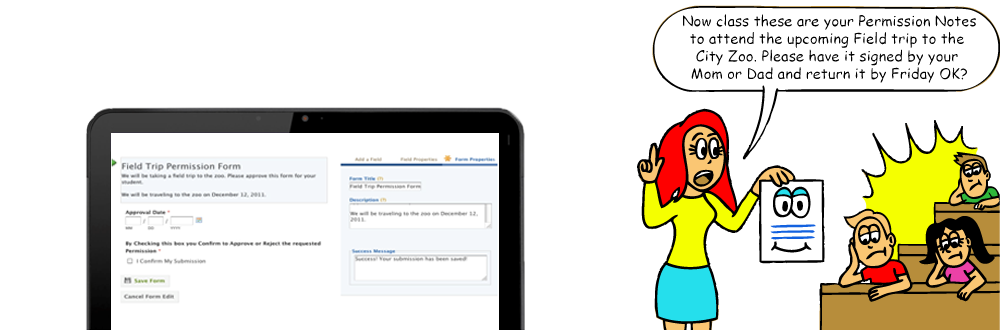 Field Trip Permission Form
We will be taking a field trip to the zoo. Please approve this form for your
student.
We will be traveling to the zoo on December 12, 2011.
Approval Date *
/ /
MM DD YYYY
By Checking this box you Confirm to Approve or Reject the requested
Permission *
I Confirm My Submission
Save Form
Cancel Form Edit
Add a Field Field Properties Form Properties
Form Title (?)
Field Trip Permission Form
Description (?)
We will be traveling to the zoo on December 12,
2011.
Success Message
Success! Your submission has been saved!
Now class these are your Permission Notes
to attend the upcoming Field trip to the
City Zoo. Please have it signed by your
Mom or Dad and return it by Friday OK?